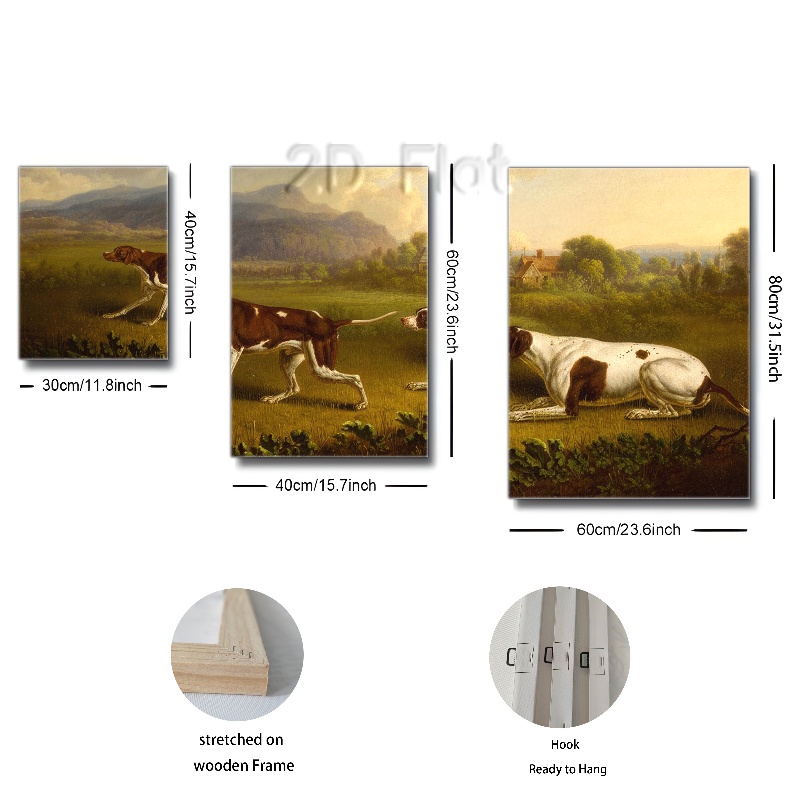 2D Flat
40cm/15.7inch
60cm/23.6inch
80cm/31.5inch
30cm/11.8inch
40cm/15.7inch
60cm/23.6inch
stretched on
wooden Frame
Hook
Ready to Hang